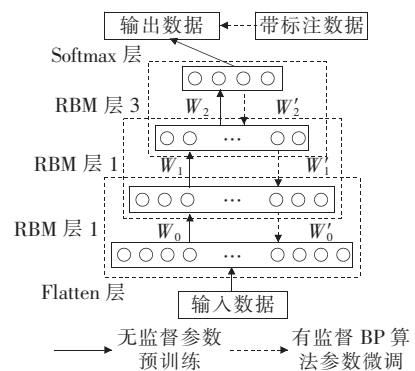 输出数据
带标注数据
Softmax 层
RBM 层 3
W₂
W′₂
...
RBM 层 1
W₁
W′₁
...
RBM 层 1
W₀
W′₀
...
Flatten 层
输入数据
无监督参数
预训练
有监督 BP 算
法参数微调